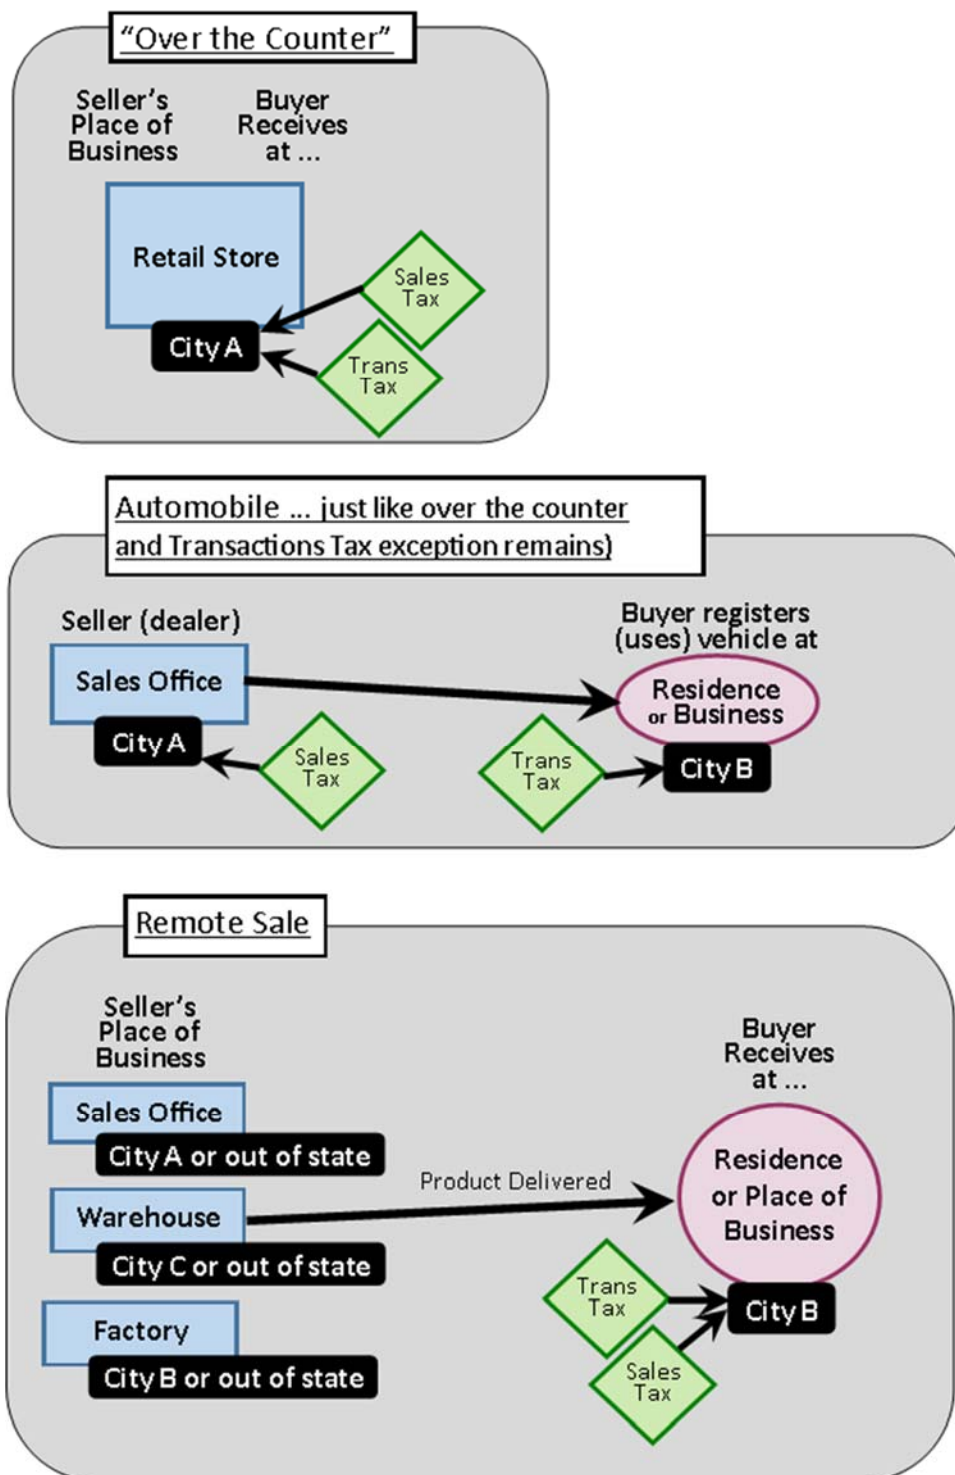 “Over the Counter”
Seller’s
Place of
Business
Buyer
Receives
at ...
Retail Store
Sales
Tax
City A
Trans
Tax
Automobile ... just like over the counter
and Transactions Tax exception remains)
Seller (dealer)
Buyer registers
(uses) vehicle at
Sales Office
Residence
or Business
City A
Sales
Tax
Trans
Tax
City B
Remote Sale
Seller’s
Place of
Business
Buyer
Receives
at ...
Sales Office
City A or out of state
Product Delivered
Residence
or Place of
Business
Warehouse
City C or out of state
Trans
Tax
City B
Factory
City B or out of state
Sales
Tax